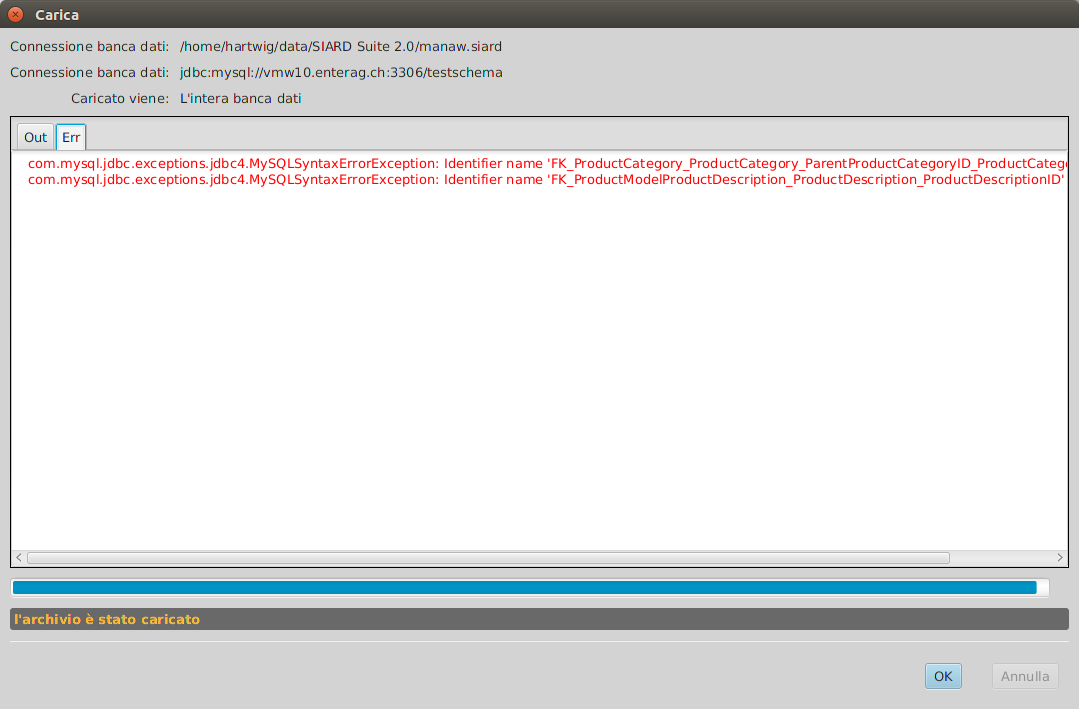 Carica
Connessione banca dati: /home/hartwig/data/SIARD Suite 2.0/manaw.siard
Connessione banca dati: jdbc:mysql://vmw10.enterag.ch:3306/testschema
Caricato viene: L'intera banca dati
Out Err
com.mysql.jdbc.exceptions.jdbc4.MySQLSyntaxErrorException: Identifier name 'FK_ProductCategory_ProductCategory_ParentProductCategoryID_ProductCateg
com.mysql.jdbc.exceptions.jdbc4.MySQLSyntaxErrorException: Identifier name 'FK_ProductModelProductDescription_ProductDescription_ProductDescriptionID'
l'archivio è stato caricato
OK Annulla